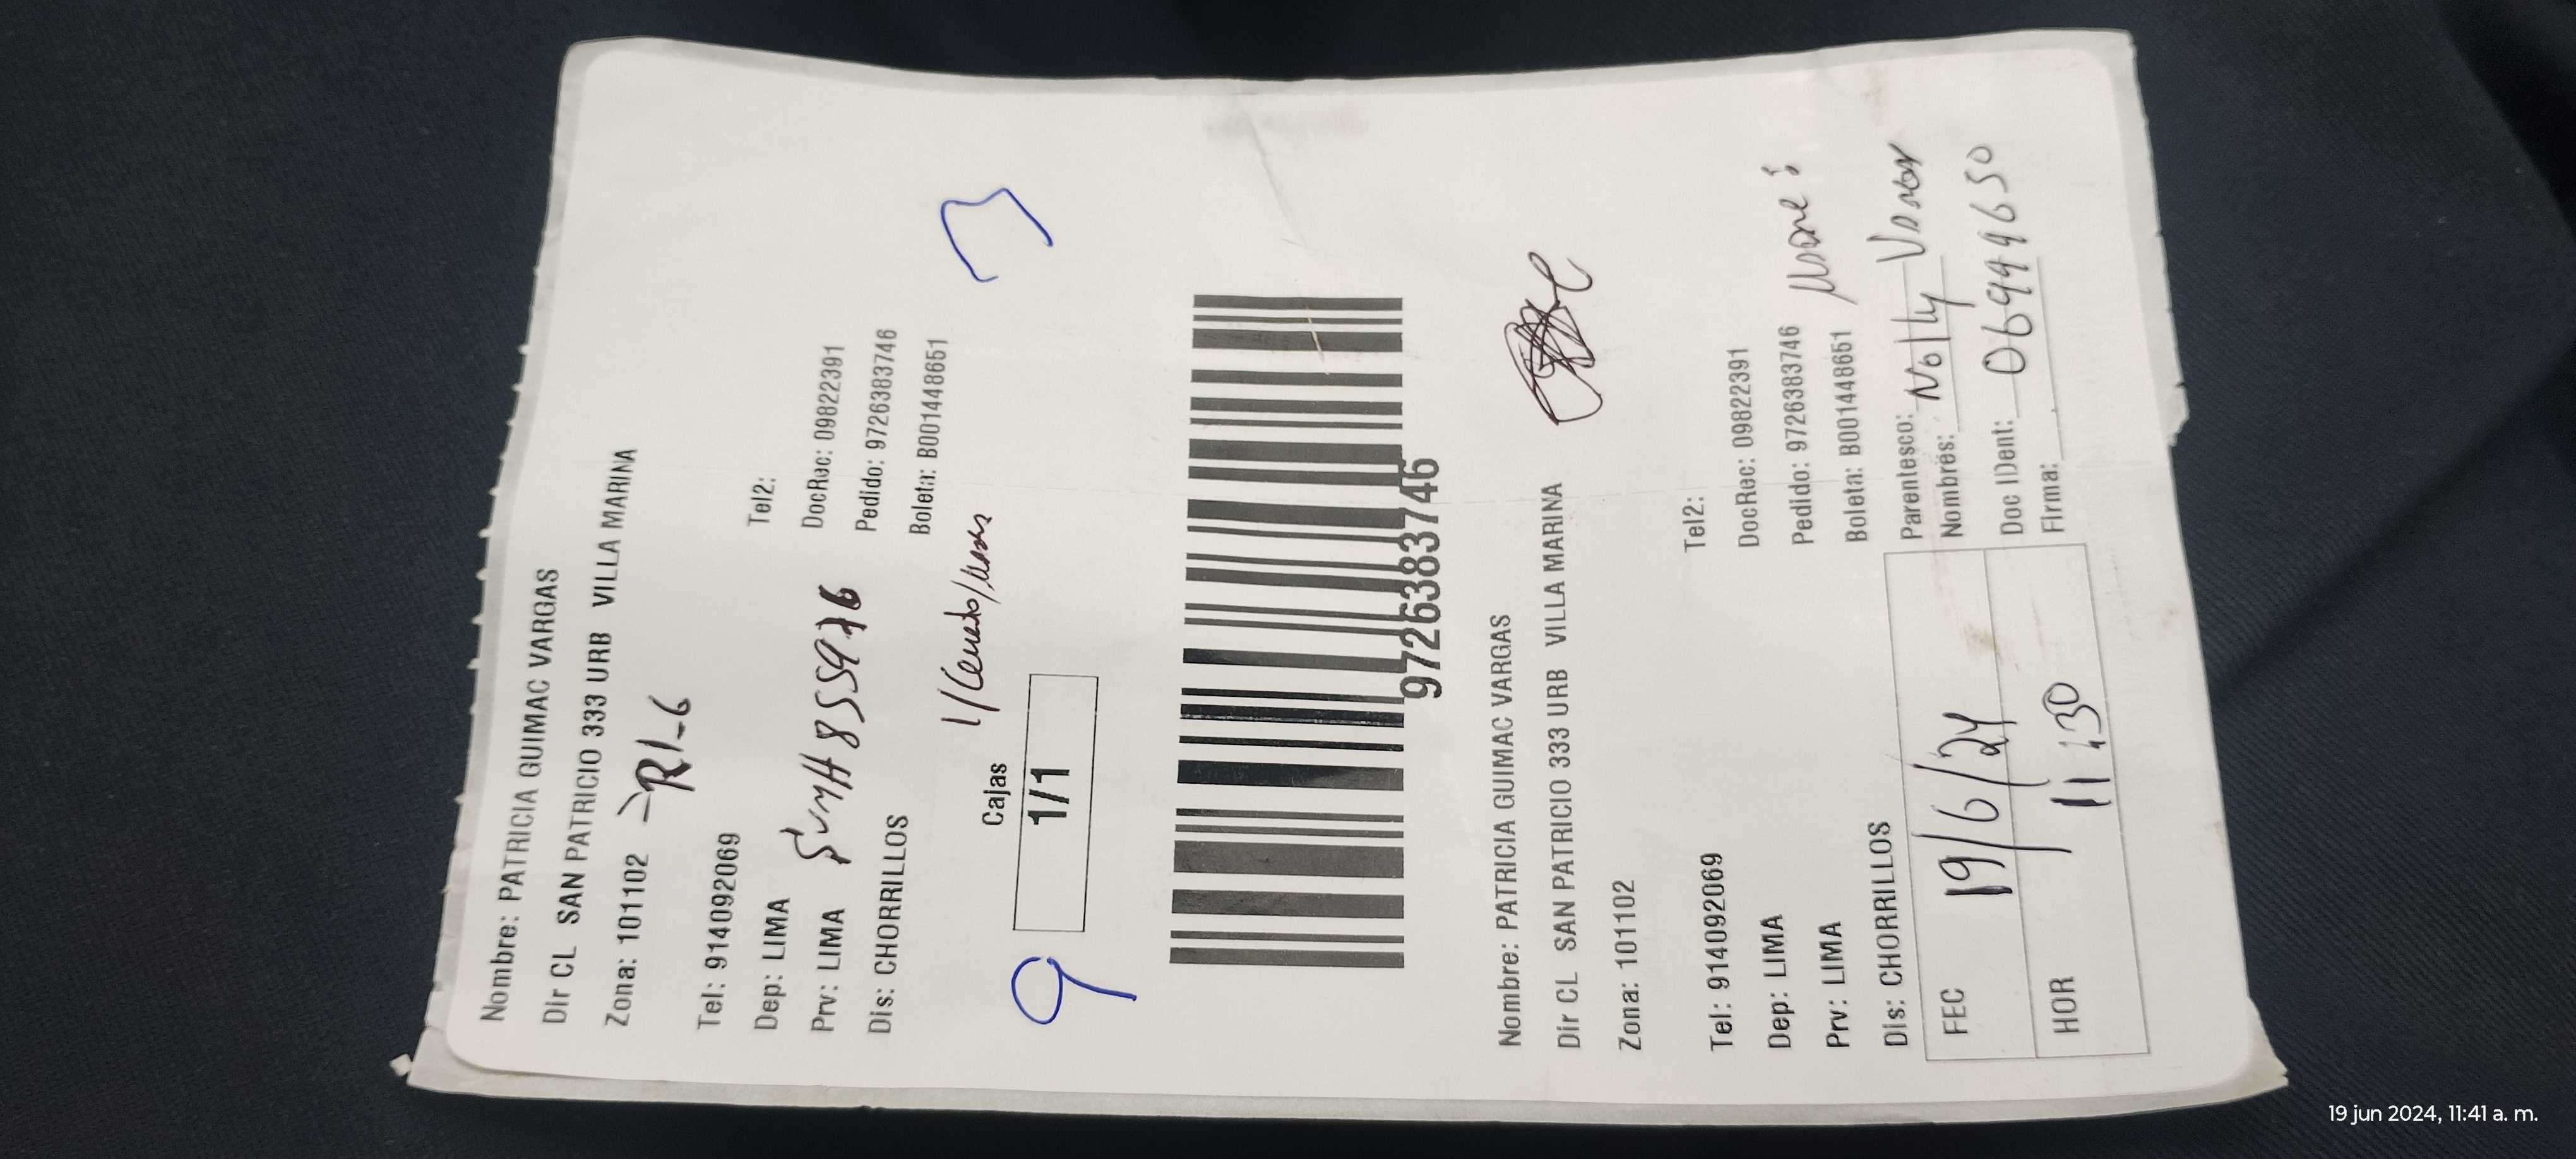 Nombre: PATRICIA GUIMAC VARGAS
Dir CL SAN PATRICIO 333 URB VILLA MARINA
Zona: 101102 R1-6
Tel: 914092069 Tel2:
Dep: LIMA DocRec: 09822391
Prv: LIMA Pedido: 9726383746
Dis: CHORRILLOS Boleta: B001448651
Cajas
1/1
9
97263383746
Nombre: PATRICIA GUIMAC VARGAS
Dir CL SAN PATRICIO 333 URB VILLA MARINA
Zona: 101102
Tel: 914092069 Tel2:
Dep: LIMA DocRec: 09822391
Prv: LIMA Pedido: 97263383746
Dis: CHORRILLOS Boleta: B001448651
FEC 19/6/24 Parentesco:
Nombres:
HOR 11:30 Doc IDent: 06999650
Firma:
19 jun 2024, 11:41 a. m.